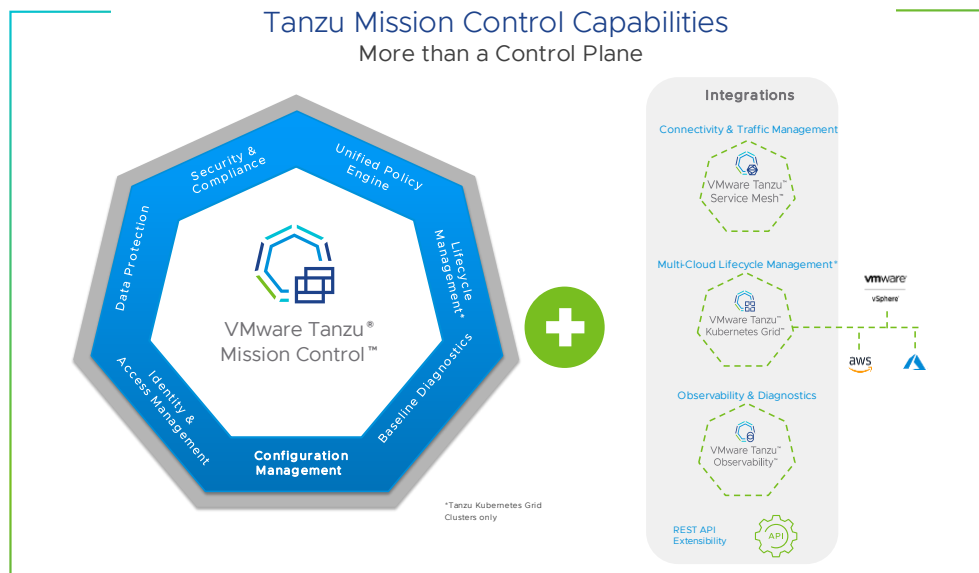 Tanzu Mission Control Capabilities
More than a Control Plane
Security &
Compliance
Unified Policy
Engine
Lifecycle
Management*
Baseline Diagnostics
Configuration
Management
Identity &
Access Management
Data Protection
VMware Tanzu®
Mission Control™
*Tanzu Kubernetes Grid
Clusters only
Integrations
Connectivity & Traffic Management
VMware Tanzu™
Service Mesh™
Multi-Cloud Lifecycle Management*
VMware Tanzu™
Kubernetes Grid™
vmware®
vSphere®
aws
Observability & Diagnostics
VMware Tanzu™
Observability™
REST API
Extensibility
API